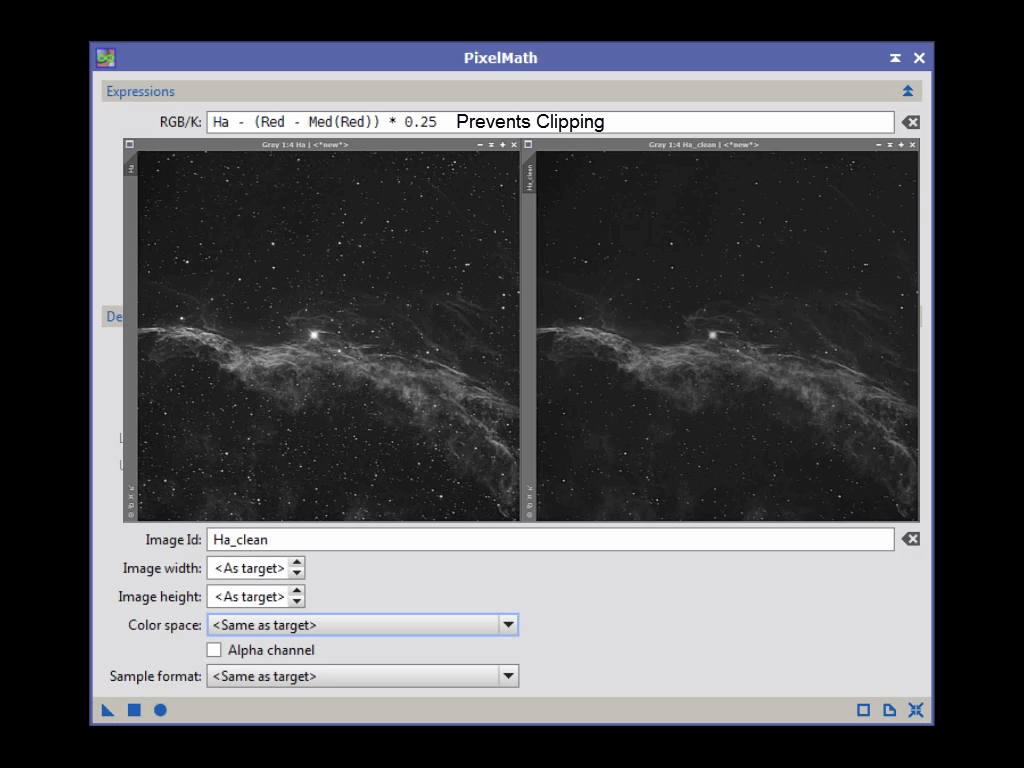 PixelMath
Expressions
RGB/K: Ha - (Red - Med(Red)) * 0.25 Prevents Clipping
Gray 1:4 Ha | <*new*>
Gray 1:4 Ha_clean | <*new*>
Ha
Ha_clean
De
Image Id: Ha_clean
Image width: <As target>
Image height: <As target>
Color space: <Same as target>
Alpha channel
Sample format: <Same as target>